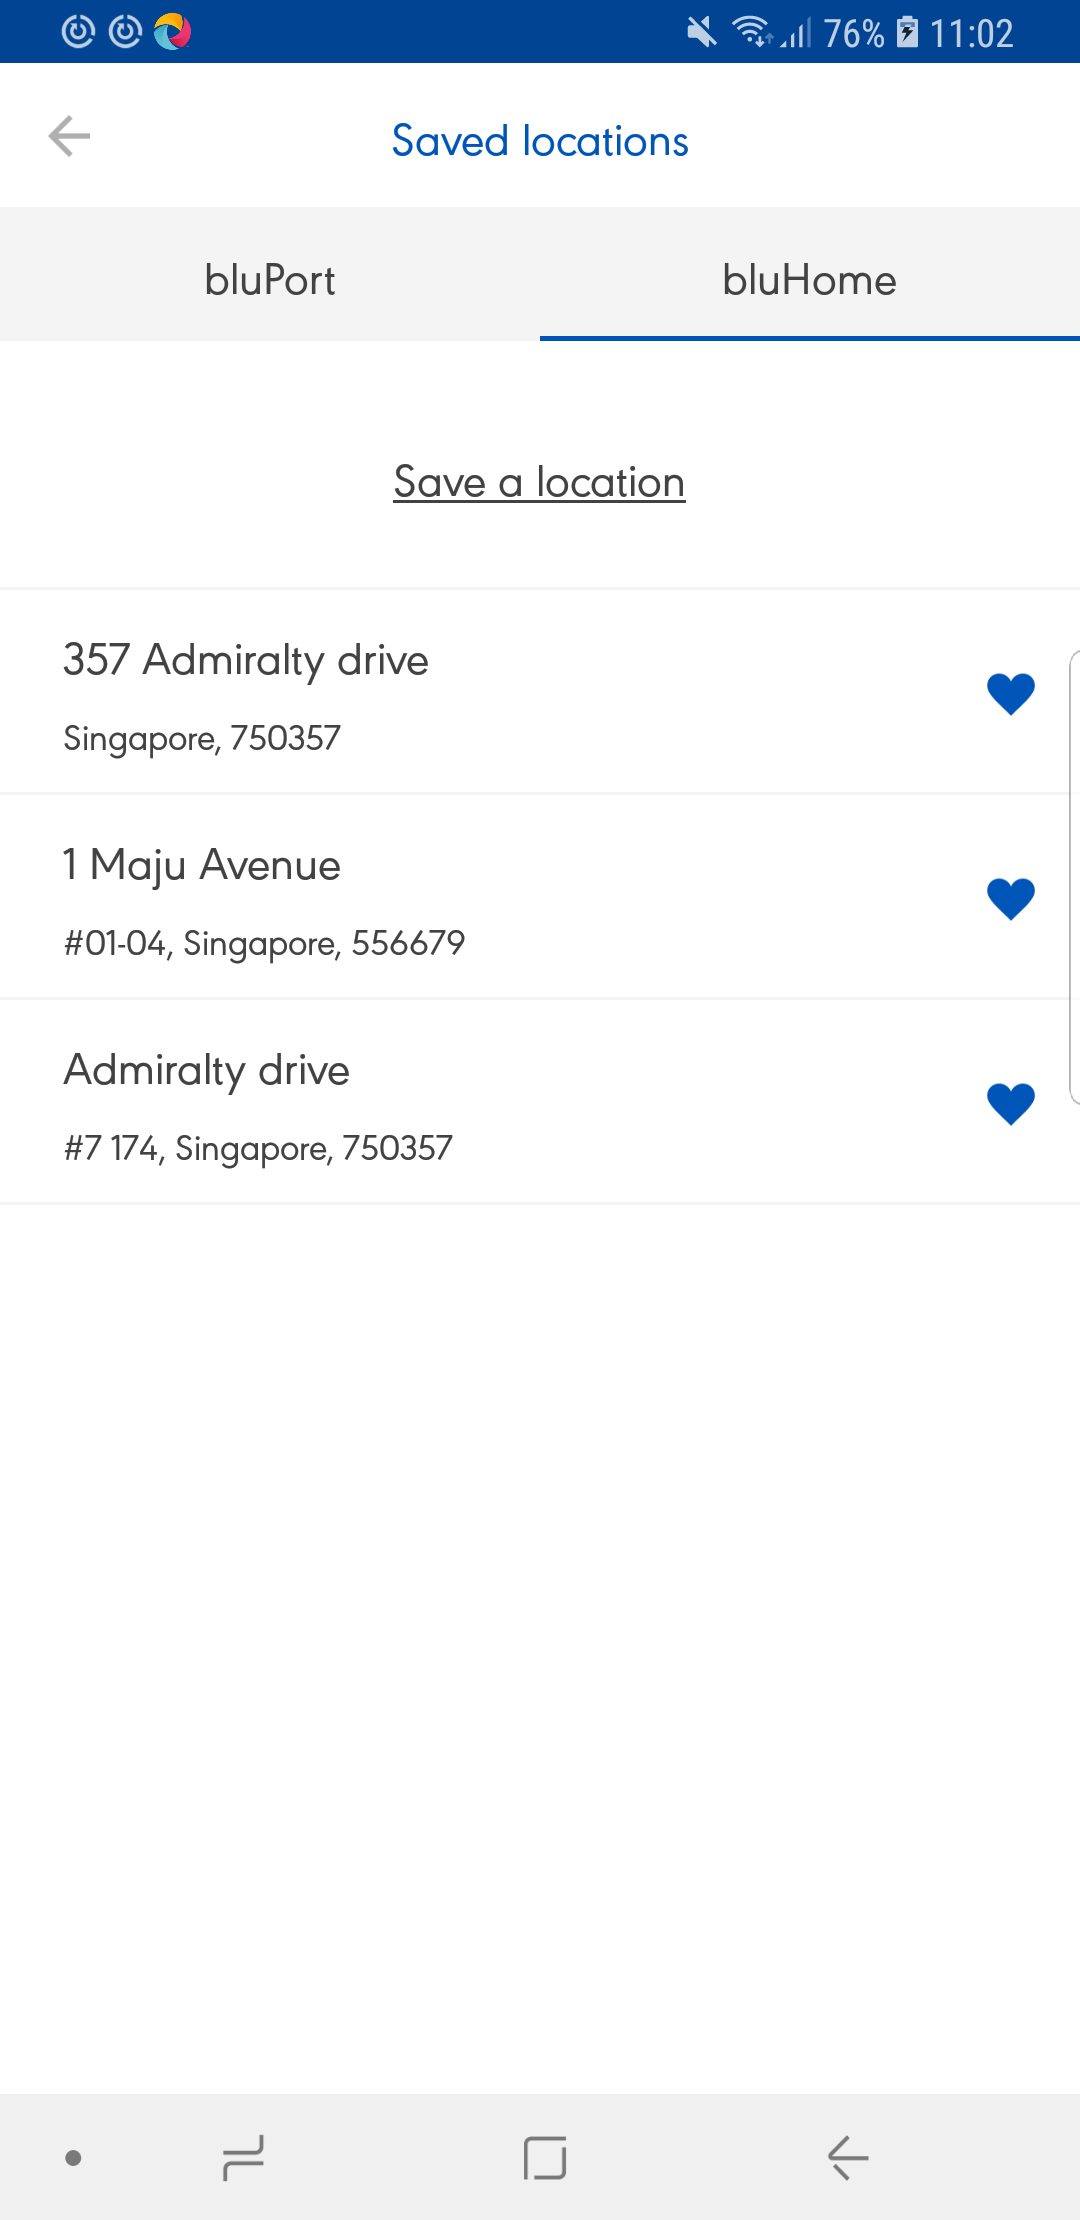 76% 11:02
Saved locations
bluPort bluHome
Save a location
357 Admiralty drive
Singapore, 750357
1 Maju Avenue
#01-04, Singapore, 556679
Admiralty drive
#7 174, Singapore, 750357